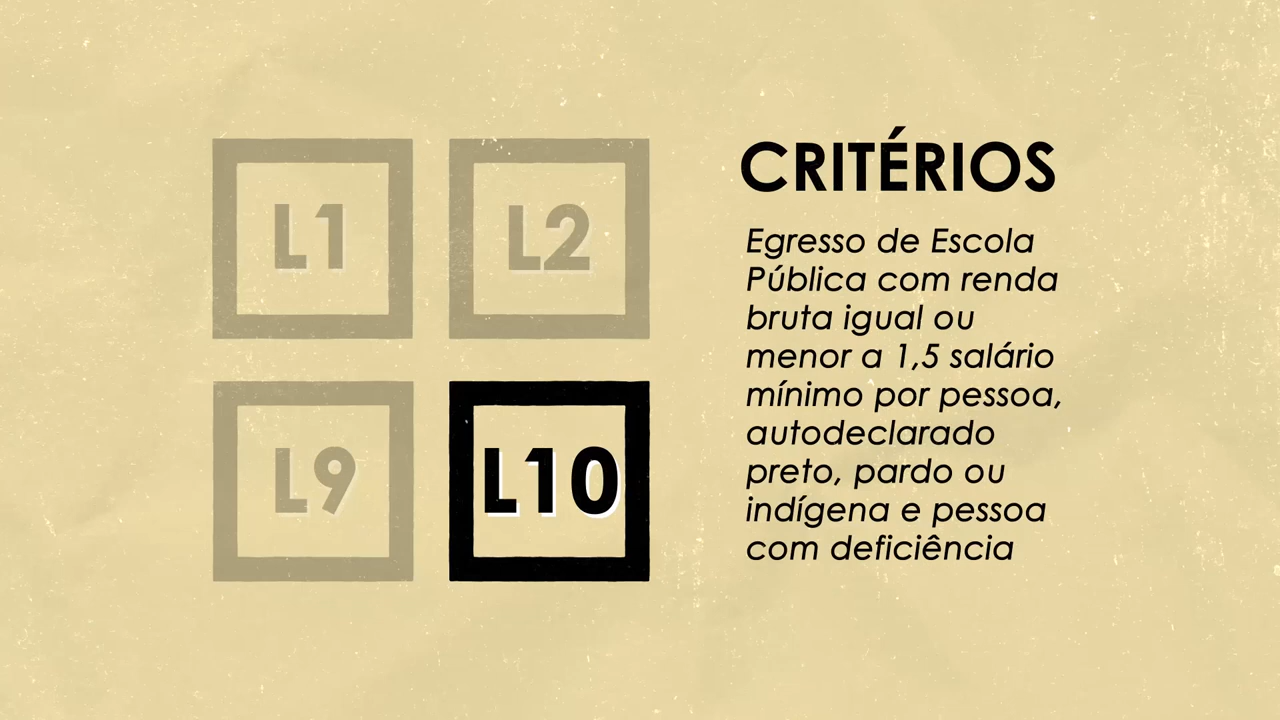 L1
L2
L9
L10
CRITÉRIOS
Egresso de Escola
Pública com renda
bruta igual ou
menor a 1,5 salário
mínimo por pessoa,
autodeclarado
preto, pardo ou
indígena e pessoa
com deficiência